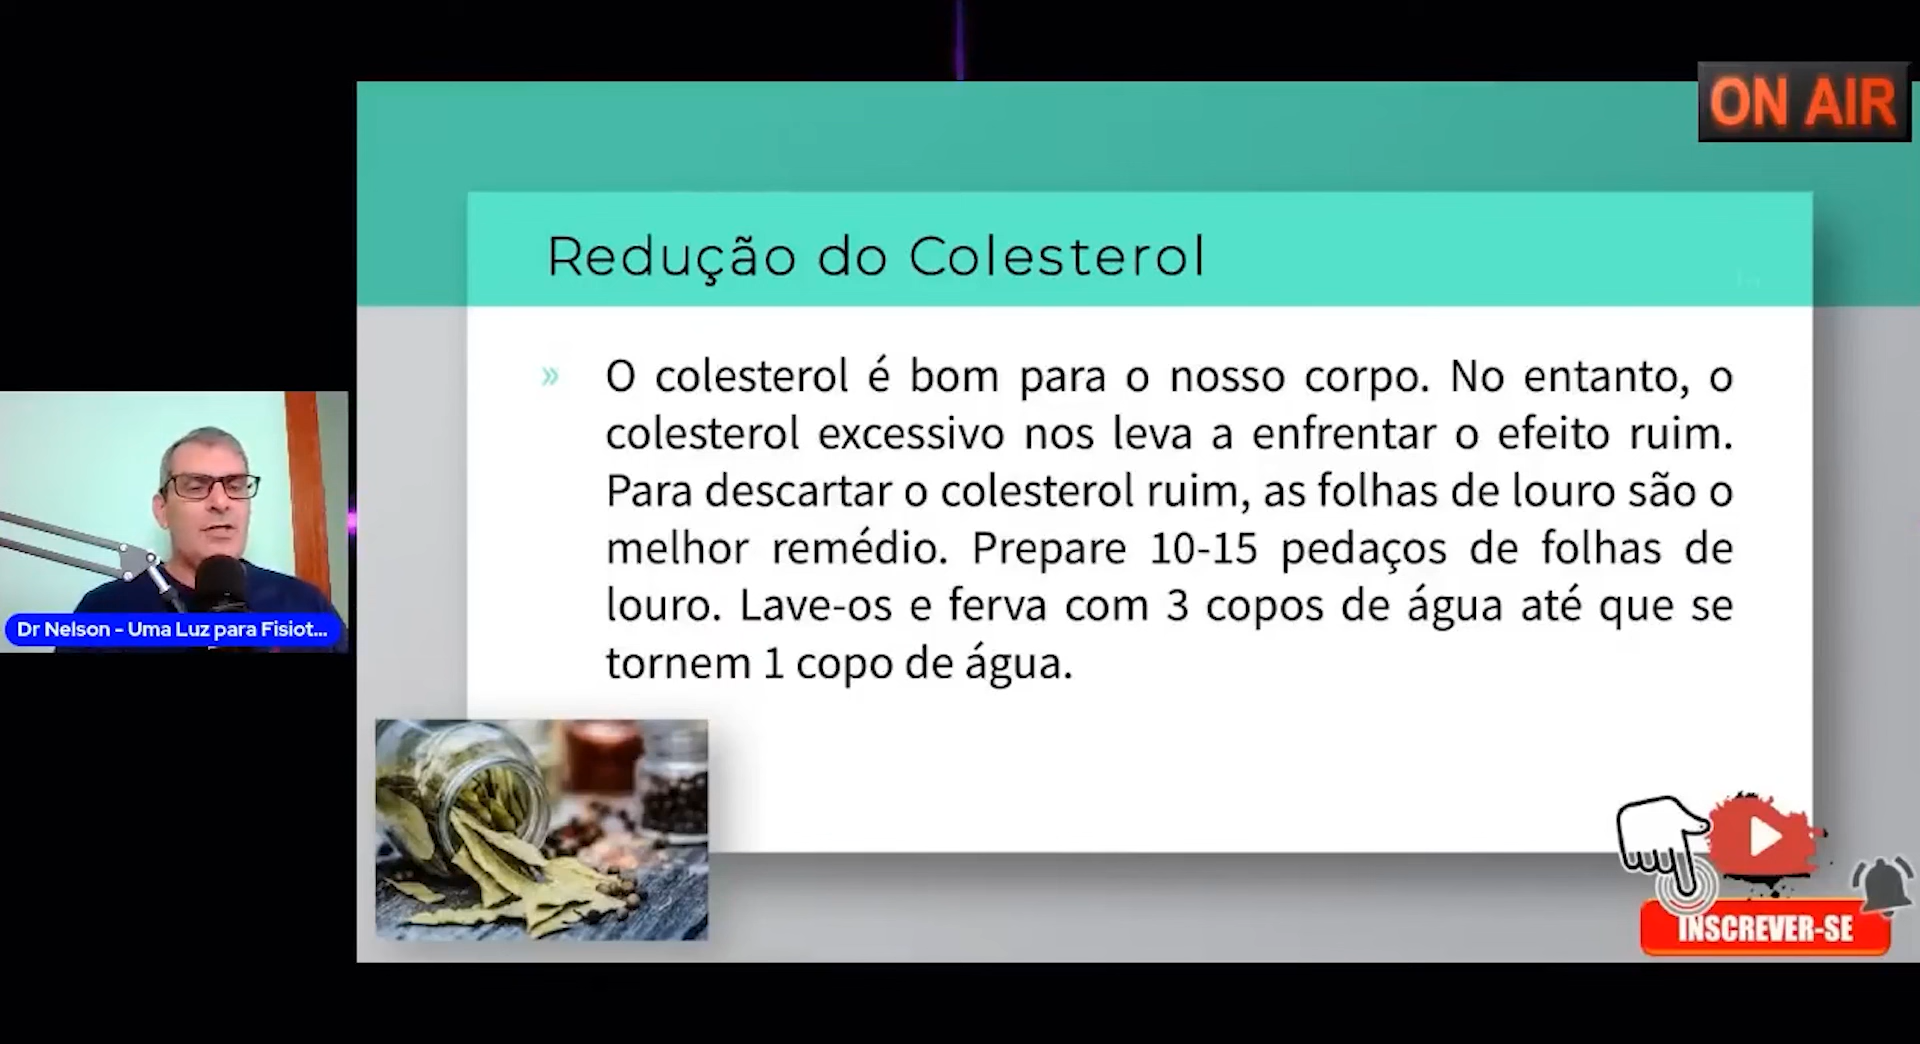 ON AIR
Redução do Colesterol
» O colesterol é bom para o nosso corpo. No entanto, o
colesterol excessivo nos leva a enfrentar o efeito ruim.
Para descartar o colesterol ruim, as folhas de louro são o
melhor remédio. Prepare 10-15 pedaços de folhas de
louro. Lave-os e ferva com 3 copos de água até que se
tornem 1 copo de água.
Dr Nelson - Uma Luz para Fisiot...
INSCREVER-SE